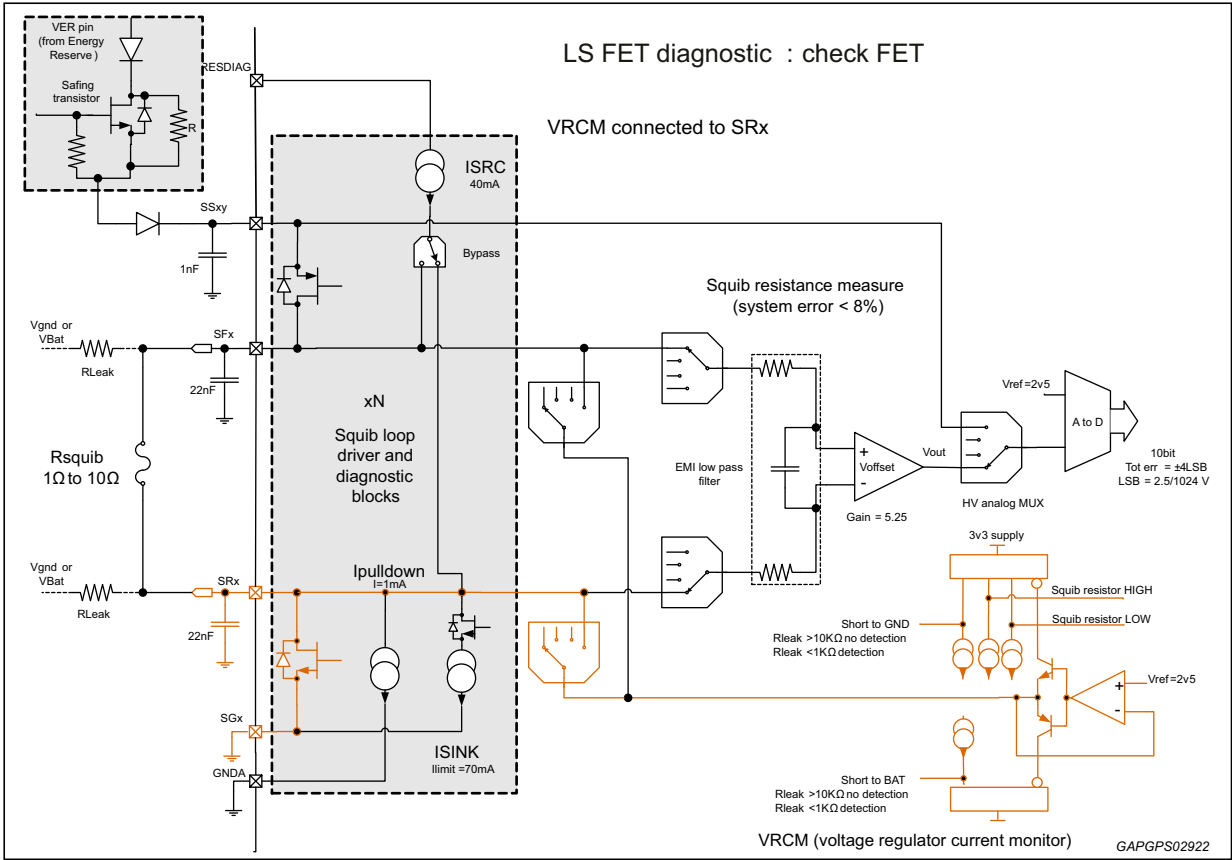 VER pin
(from Energy
Reserve )
Safing
transistor
R
RESDIAG
LS FET diagnostic : check FET
VRCM connected to SRx
ISRC
40mA
SSxy
1nF
Bypass
Squib resistance measure
(system error < 8%)
Vgnd or
VBat
RLeak
SFx
22nF
xN
Squib loop
driver and
diagnostic
blocks
Rsquib
1Ω to 10Ω
EMI low pass
filter
+
Voffset
-
Gain = 5.25
Vout
HV analog MUX
Vref=2v5
A to D
10bit
Tot err = ±4LSB
LSB = 2.5/1024 V
Vgnd or
VBat
RLeak
SRx
22nF
Ipulldown
I=1mA
SGx
GNDA
ISINK
Ilimit =70mA
3v3 supply
Squib resistor HIGH
Squib resistor LOW
Short to GND
Rleak >10KΩ no detection
Rleak <1KΩ detection
+
-
Vref=2v5
Short to BAT
Rleak >10KΩ no detection
Rleak <1KΩ detection
VRCM (voltage regulator current monitor)
GAPGPS02922